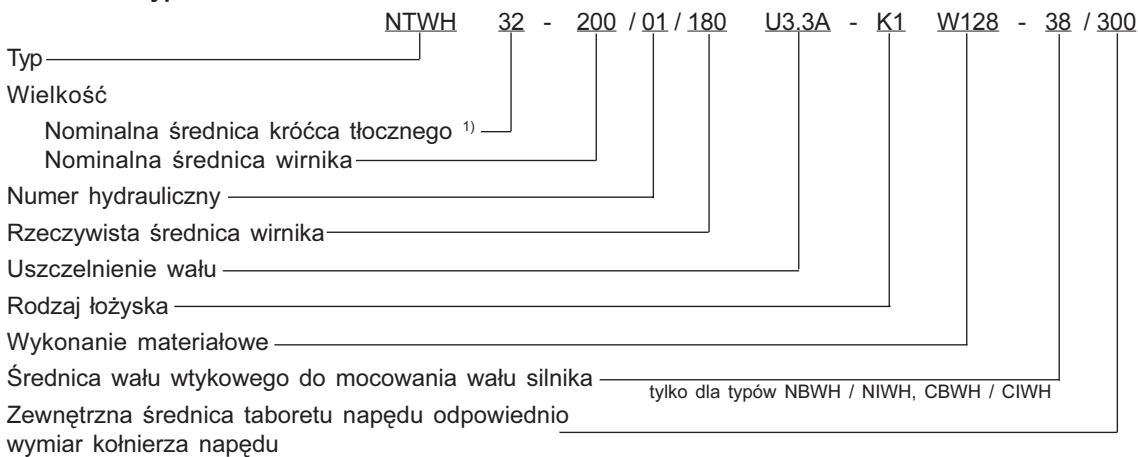 NTWH 32 - 200 / 01 / 180 U3.3A - K1 W128 - 38 / 300
Typ
Wielkość
Nominalna średnica króćca tłocznego 1)
Nominalna średnica wirnika
Numer hydrauliczny
Rzeczywista średnica wirnika
Uszczelnienie wału
Rodzaj łożyska
Wykonanie materiałowe
Średnica wału wtykowego do mocowania wału silnika
tylko dla typów NBWH / NIWH, CBWH / CIWH
Zewnętrzna średnica taboretu napędu odpowiednio
wymiar kołnierza napędu